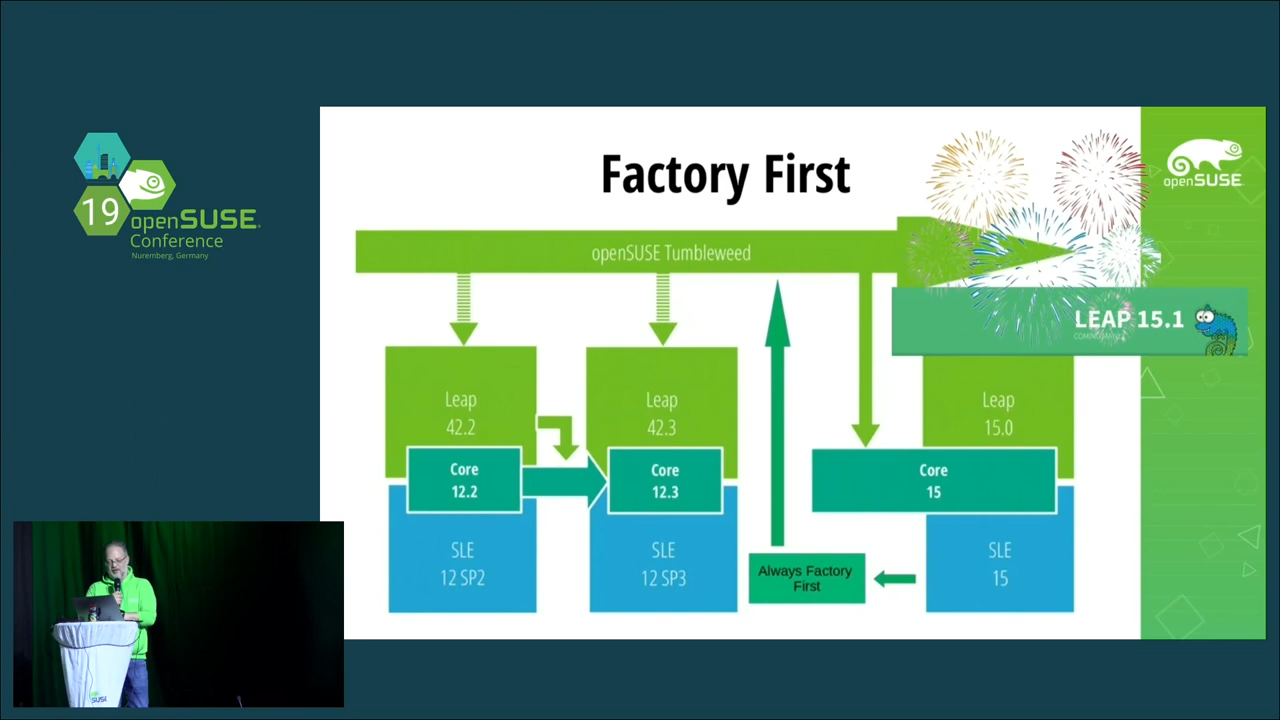 19
openSUSE
Conference
Nuremberg, Germany
Factory First
openSUSE
openSUSE Tumbleweed
LEAP 15.1
Leap
42.2
Leap
42.3
Leap
15.0
Core
12.2
Core
12.3
Core
15
SLE
12 SP2
SLE
12 SP3
Always Factory
First
SLE
15
SUSE